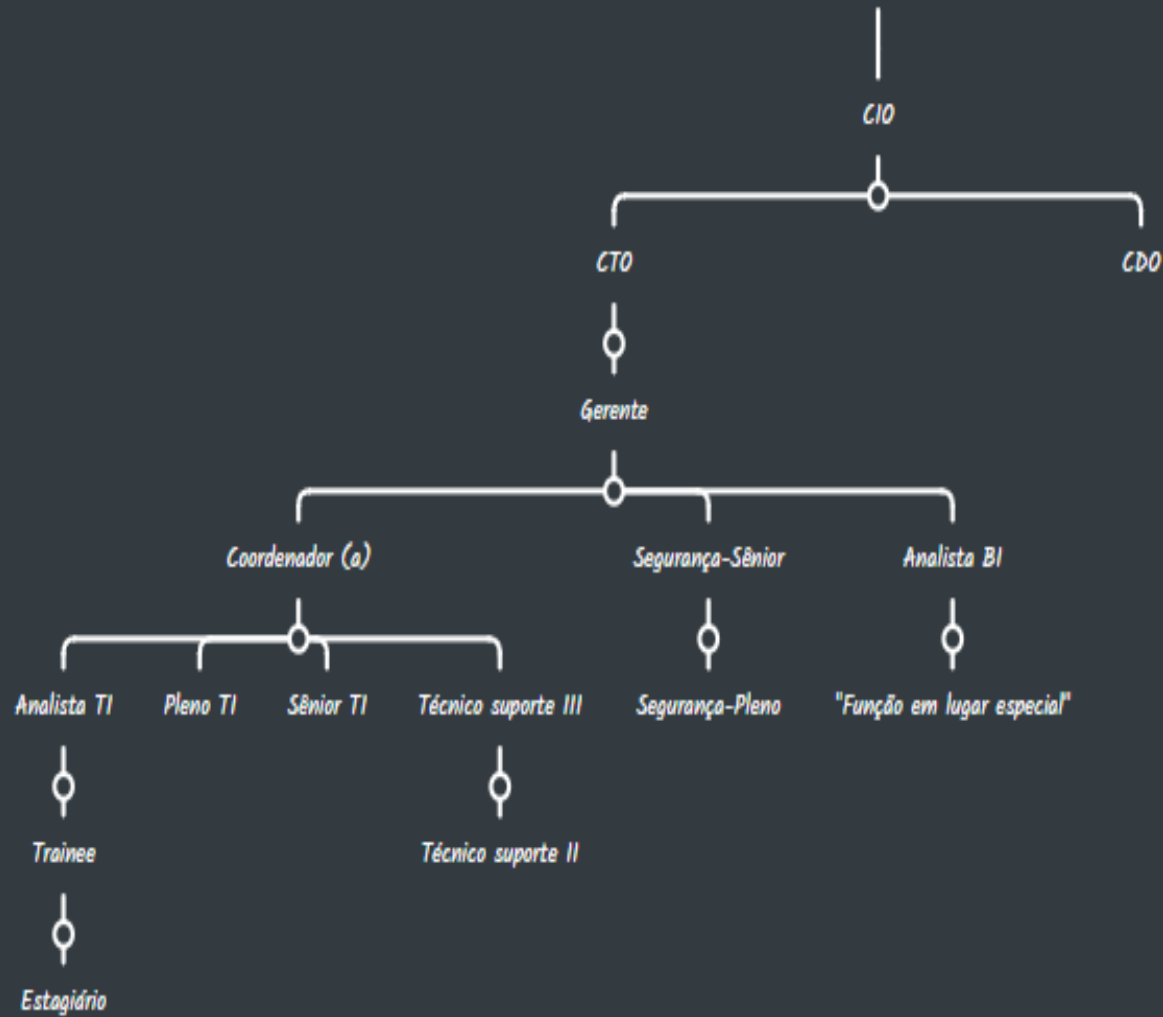 CIO
CTO
CDO
Gerente
Coordenador (a)
Segurança-Sênior
Analista BI
Analista TI
Pleno TI
Sênior TI
Técnico suporte III
Segurança-Pleno
"Função em lugar especial"
Trainee
Técnico suporte II
Estagiário